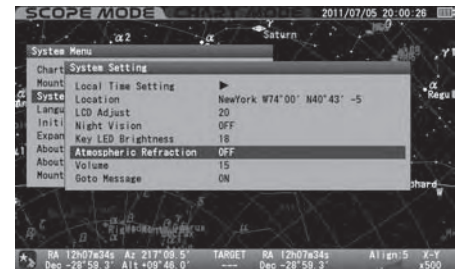 SCOPE MODE CHART MODE 2011/07/05 20:00:26
α2 α γ Saturn
System Menu
γ1
Chart System Setting
Mount Local Time Setting ▶
α
Syste Location NewYork W74°00' N40°43' -5
Regu
Langu LCD Adjust 20
Initi Night Vision OFF
Expan Key LED Brightness 18
About Atmospheric Refraction OFF
About Volume 15
Mount Goto Message ON
RA 12h07m34s Az 217°09.5' TARGET RA 12h07m34s Align:5 X-Y
Dec -28°59.3' Alt +09°46.0' --- Dec -28°59.3' x500